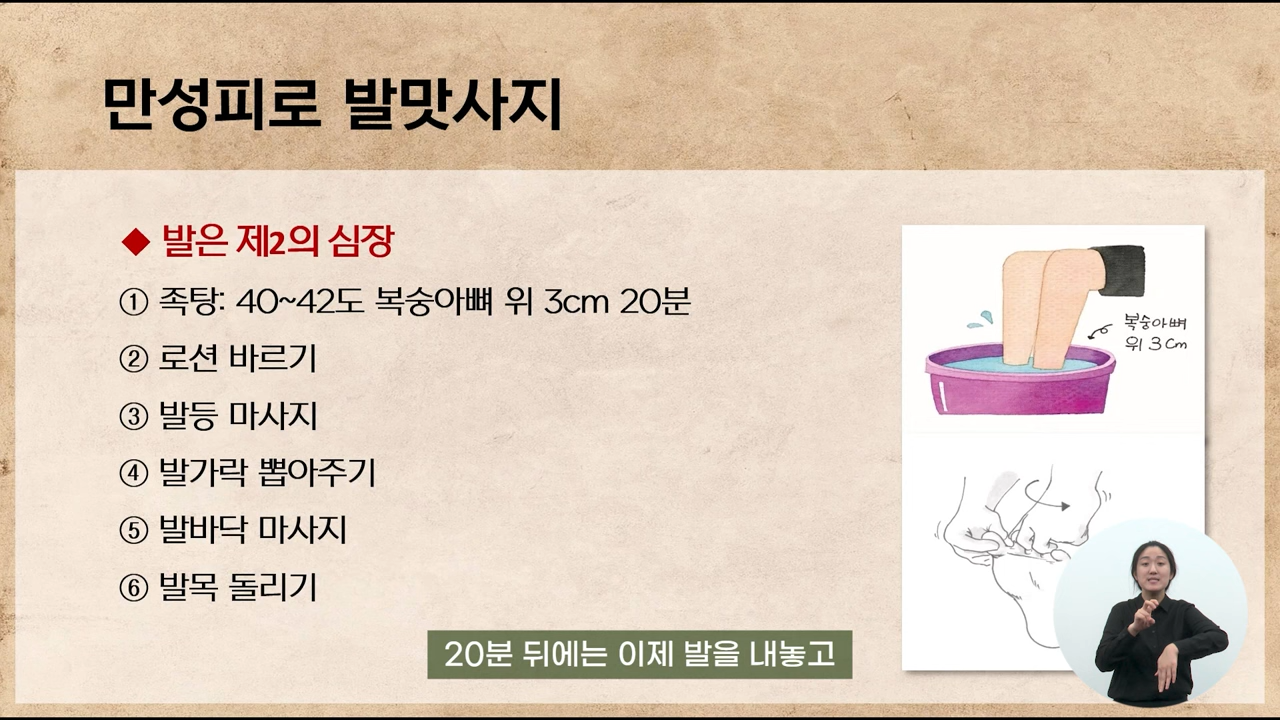 만성피로 발맛사지
◆ 발은 제2의 심장
① 족탕: 40~42도 복숭아뼈 위 3cm 20분
② 로션 바르기
③ 발등 마사지
④ 발가락 뽑아주기
⑤ 발바닥 마사지
⑥ 발목 돌리기
복숭아뼈
위 3cm
20분 뒤에는 이제 발을 내놓고